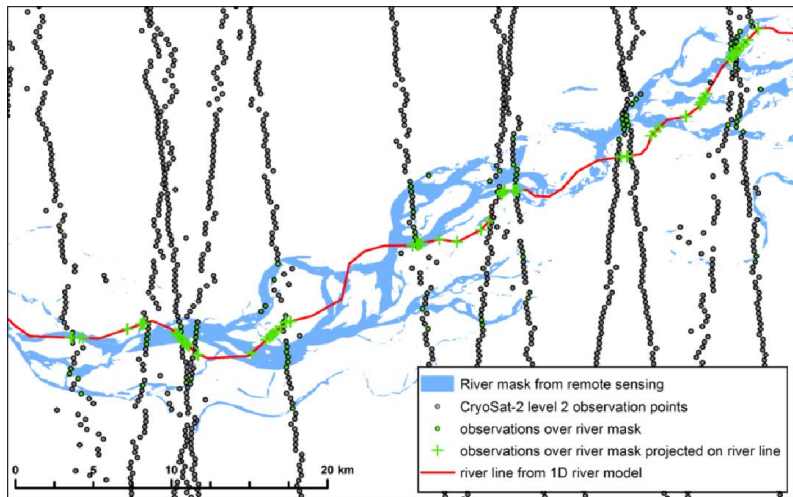 River mask from remote sensing
CryoSat-2 level 2 observation points
observations over river mask
observations over river mask projected on river line
river line from 1D river model
0 5 10 20 km